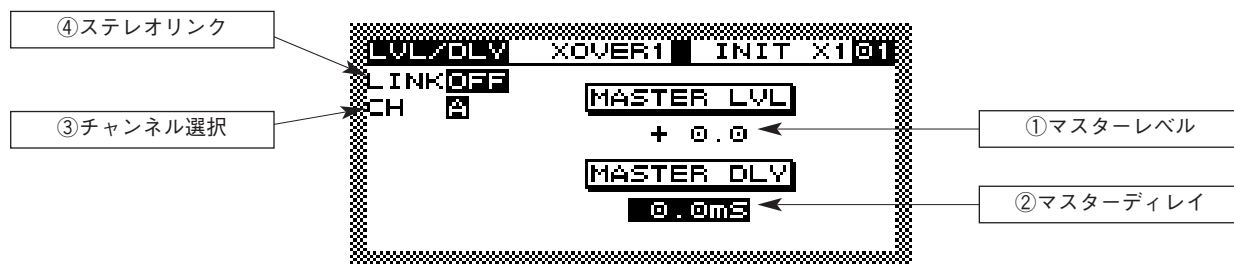 ④ステレオリンク
③チャンネル選択
LVL/DLY XOVER1 INIT X1 01
LINK OFF
CH A
MASTER LVL
+ 0.0
MASTER DLY
0.0mS
①マスターレベル
②マスターディレイ